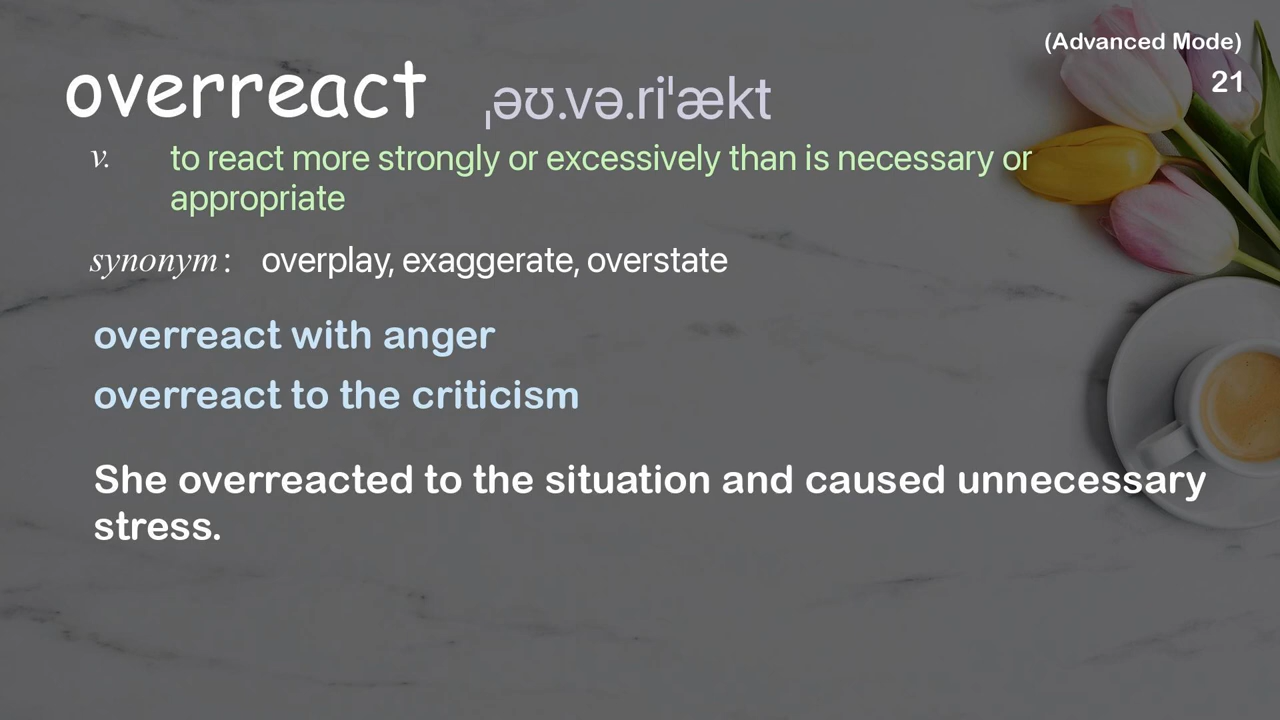 (Advanced Mode)
21
overreact ˌəʊ.və.riˈækt
v. to react more strongly or excessively than is necessary or
appropriate
synonym: overplay, exaggerate, overstate
overreact with anger
overreact to the criticism
She overreacted to the situation and caused unnecessary
stress.